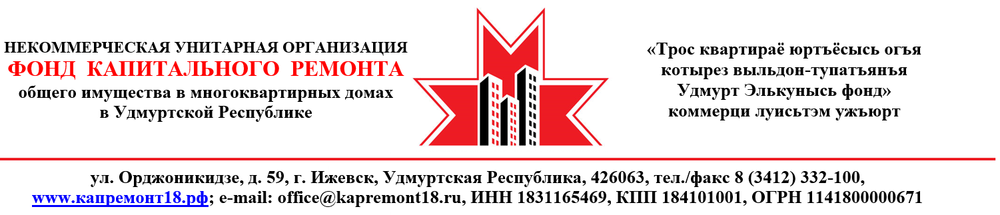 НЕКОММЕРЧЕСКАЯ УНИТАРНАЯ ОРГАНИЗАЦИЯ
ФОНД КАПИТАЛЬНОГО РЕМОНТА
общего имущества в многоквартирных домах
в Удмуртской Республике
«Трос квартираё юртъёсысь огъя
котырез выльдон-тупатъянъя
Удмурт Элькунысь фонд»
коммерци луисьтэм ужъюрт
ул. Орджоникидзе, д. 59, г. Ижевск, Удмуртская Республика, 426063, тел./факс 8 (3412) 332-100,
www.капремонт18.рф; e-mail: office@kapremont18.ru, ИНН 1831165469, КПП 184101001, ОГРН 1141800000671